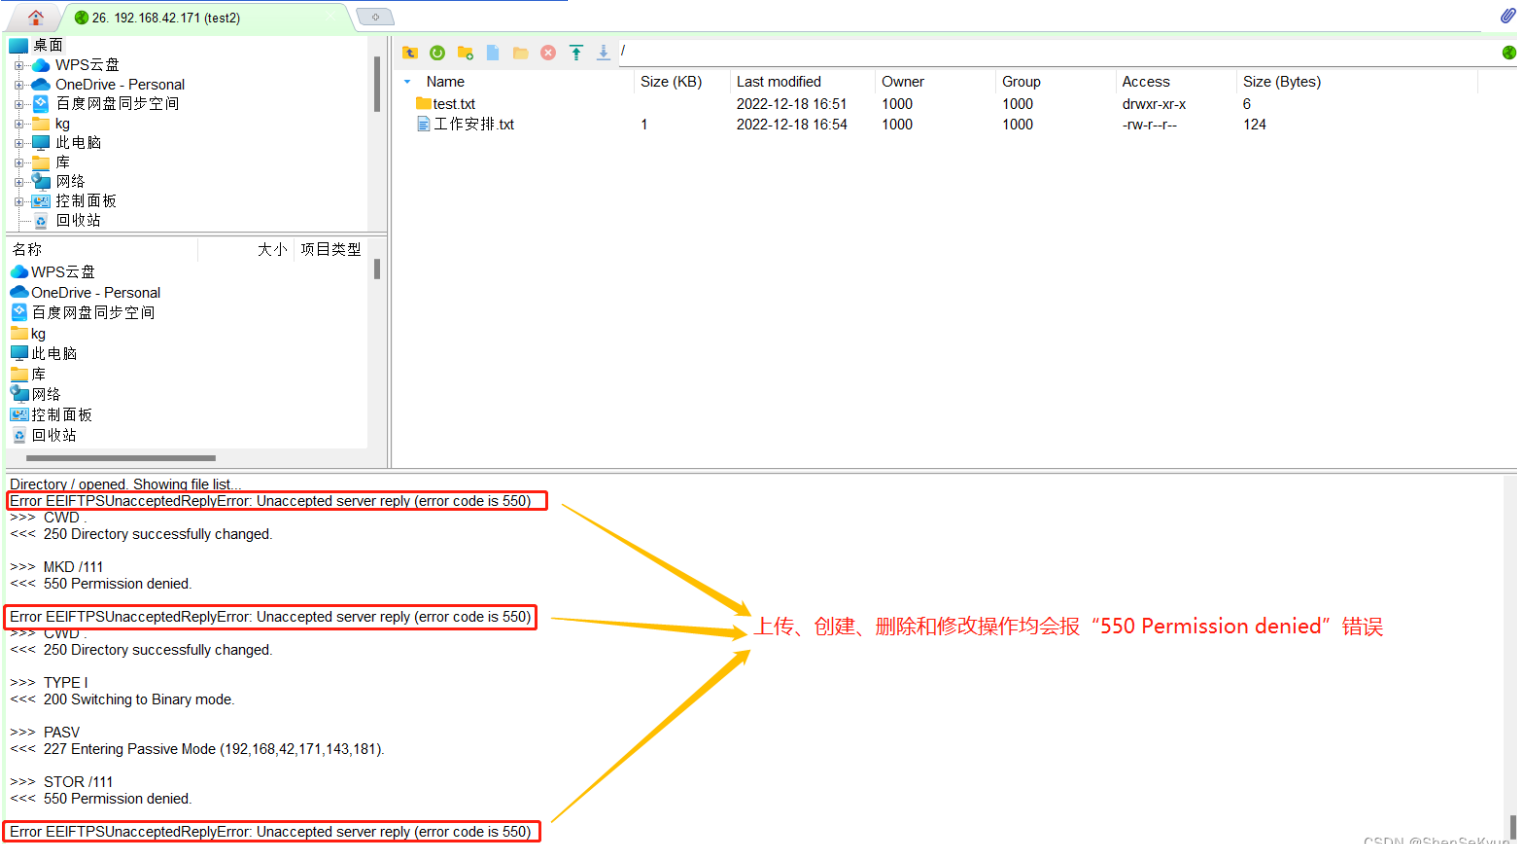 26. 192.168.42.171 (test2)
桌面
WPS云盘
OneDrive - Personal
百度网盘同步空间
kg
此电脑
库
网络
控制面板
回收站
名称 大小 项目类型
WPS云盘
OneDrive - Personal
百度网盘同步空间
kg
此电脑
库
网络
控制面板
回收站
/
Name Size (KB) Last modified Owner Group Access Size (Bytes)
test.txt 2022-12-18 16:51 1000 1000 drwxr-xr-x 6
工作安排.txt 1 2022-12-18 16:54 1000 1000 -rw-r--r-- 124
Directory / opened. Showing file list...
Error EElFTPSUnacceptedReplyError: Unaccepted server reply (error code is 550)
>>> CWD .
<<< 250 Directory successfully changed.
>>> MKD /111
<<< 550 Permission denied.
Error EElFTPSUnacceptedReplyError: Unaccepted server reply (error code is 550)
>>> CWD .
<<< 250 Directory successfully changed.
>>> TYPE I
<<< 200 Switching to Binary mode.
>>> PASV
<<< 227 Entering Passive Mode (192,168,42,171,143,181).
>>> STOR /111
<<< 550 Permission denied.
Error EElFTPSUnacceptedReplyError: Unaccepted server reply (error code is 550)
上传、创建、删除和修改操作均会报“550 Permission denied”错误
CSDN @ShenSeKyun